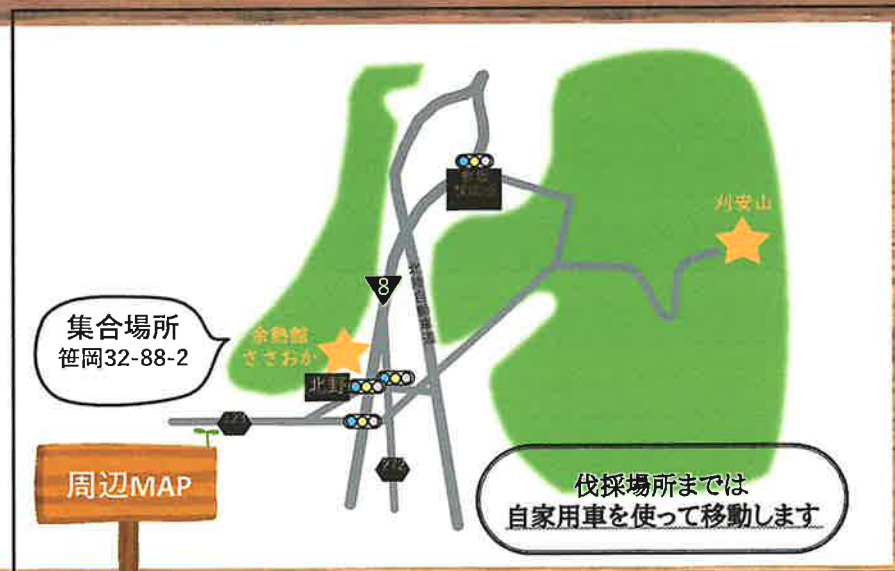 刈安山
8
集合場所
笹岡32-88-2
余熱館
ささおか
北野
周辺MAP
伐採場所までは
自家用車を使って移動します